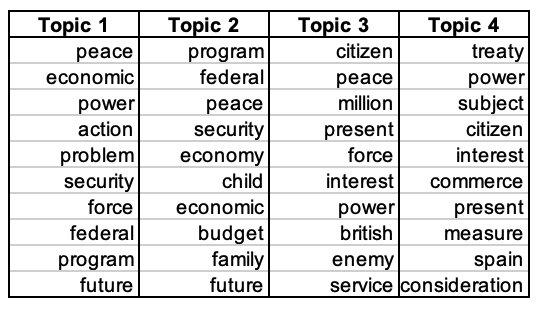 Topic 1 Topic 2 Topic 3 Topic 4
peace program citizen treaty
economic federal peace power
power peace million subject
action security present citizen
problem economy force interest
security child interest commerce
force economic power present
federal budget british measure
program family enemy spain
future future service consideration